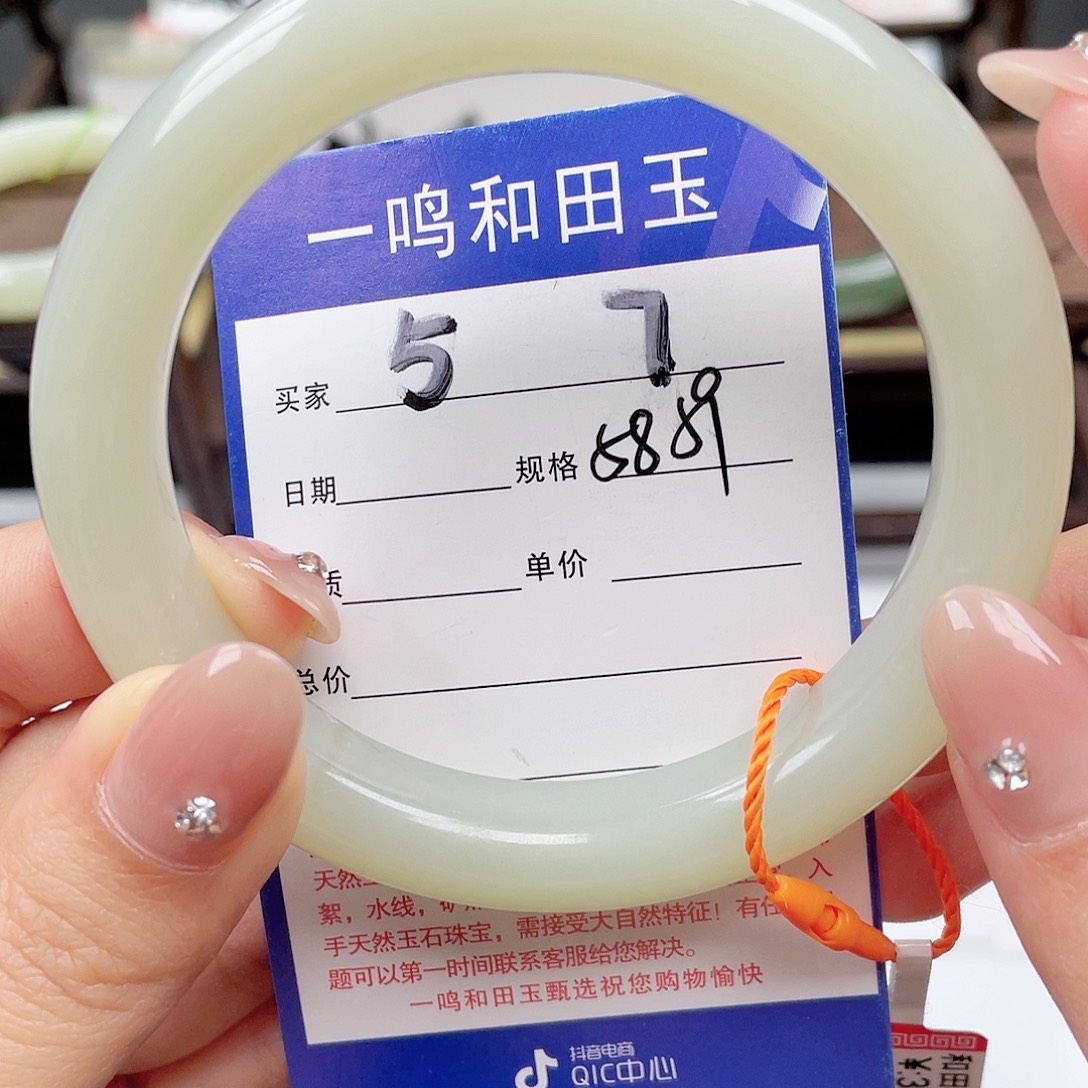 一鸣和田玉
买家 5 7
日期 规格 5889
质 单价
总价
天然
入
絮，水线，矿
需接受大自然特征！有任
手天然玉石珠宝，
题可以第一时间联系客服给您解决。
一鸣和田玉甄选祝您购物愉快
抖音电商
QIC中心